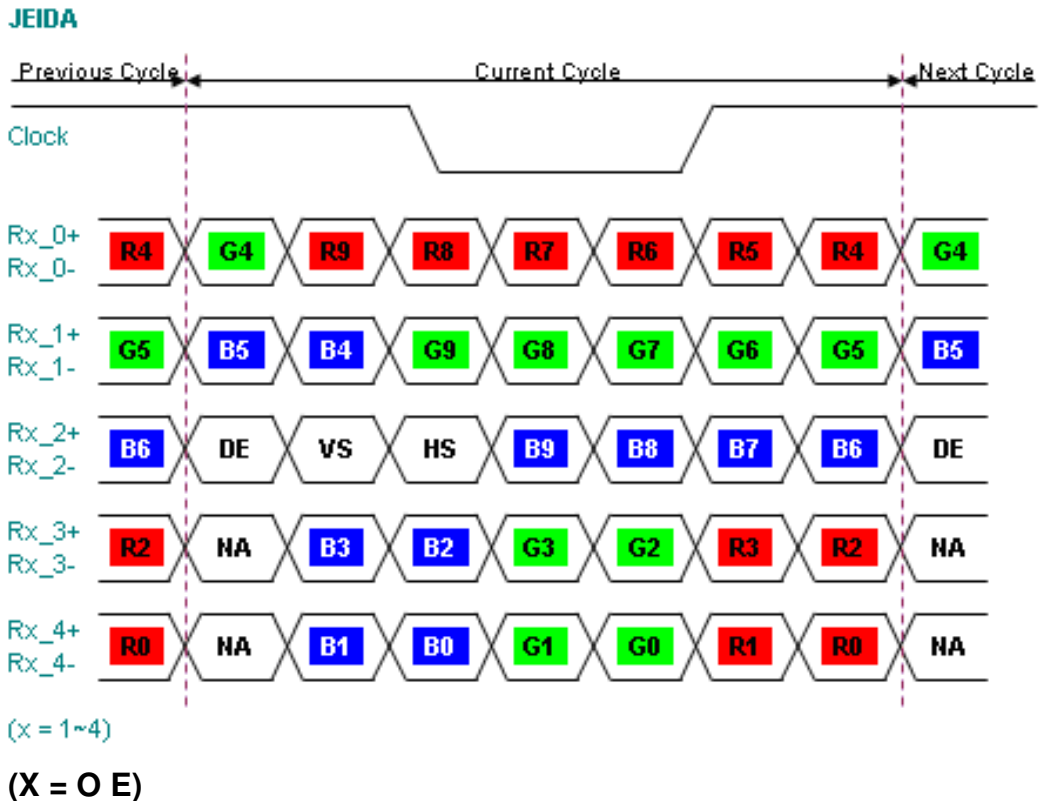 JEIDA
Previous Cycle Current Cycle Next Cycle
Clock
Rx_0+
Rx_0-
R4 G4 R9 R8 R7 R6 R5 R4 G4
Rx_1+
Rx_1-
G5 B5 B4 G9 G8 G7 G6 G5 B5
Rx_2+
Rx_2-
B6 DE VS HS B9 B8 B7 B6 DE
Rx_3+
Rx_3-
R2 NA B3 B2 G3 G2 R3 R2 NA
Rx_4+
Rx_4-
R0 NA B1 B0 G1 G0 R1 R0 NA
(x = 1~4)
(X = O E)